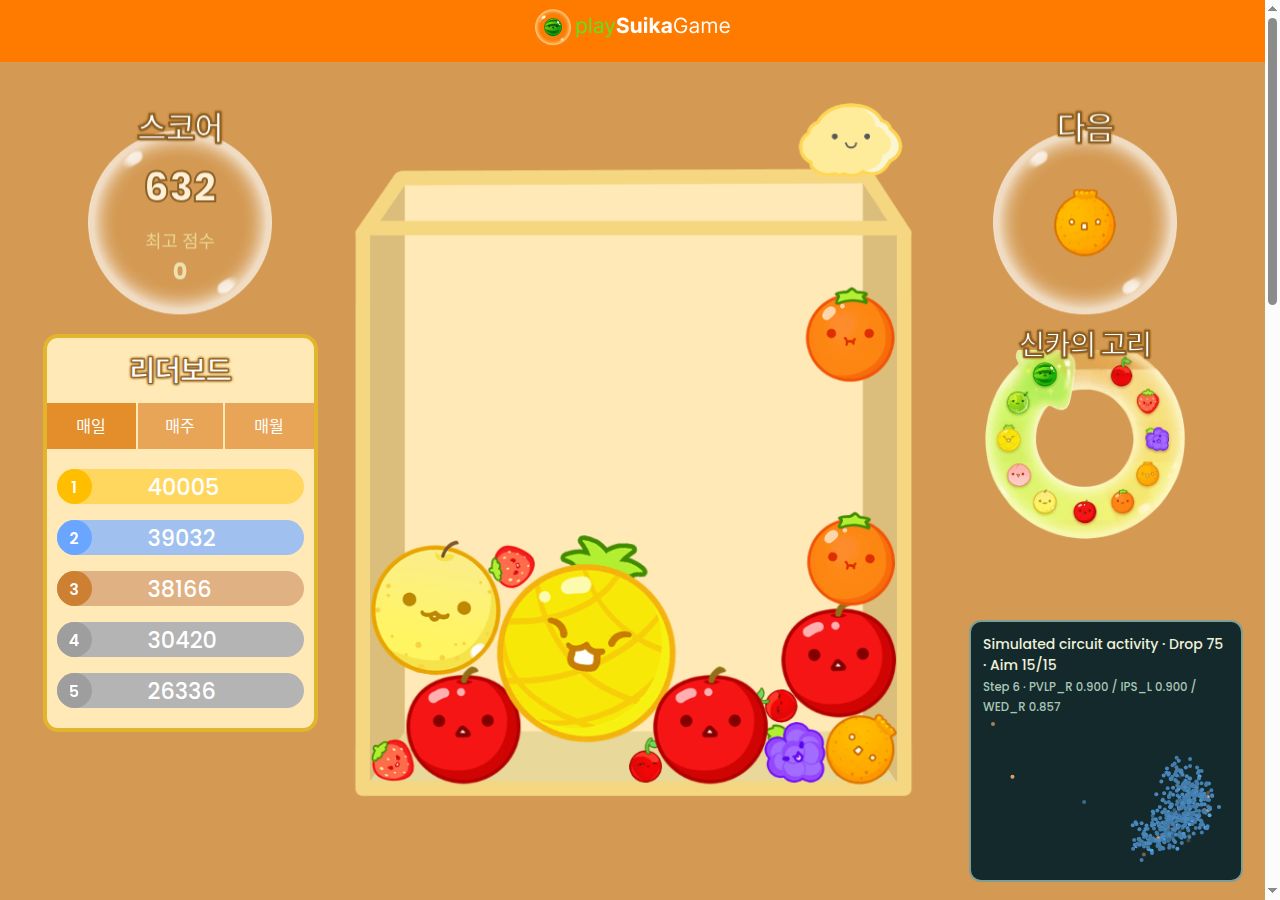 playSuikaGame
스코어
632
최고 점수
0
다음
신카의 고리
리더보드
매일 매주 매월
1 40005
2 39032
3 38166
4 30420
5 26336
Simulated circuit activity · Drop 75
· Aim 15/15
Step 6 · PVLP_R 0.900 / IPS_L 0.900 /
WED_R 0.857